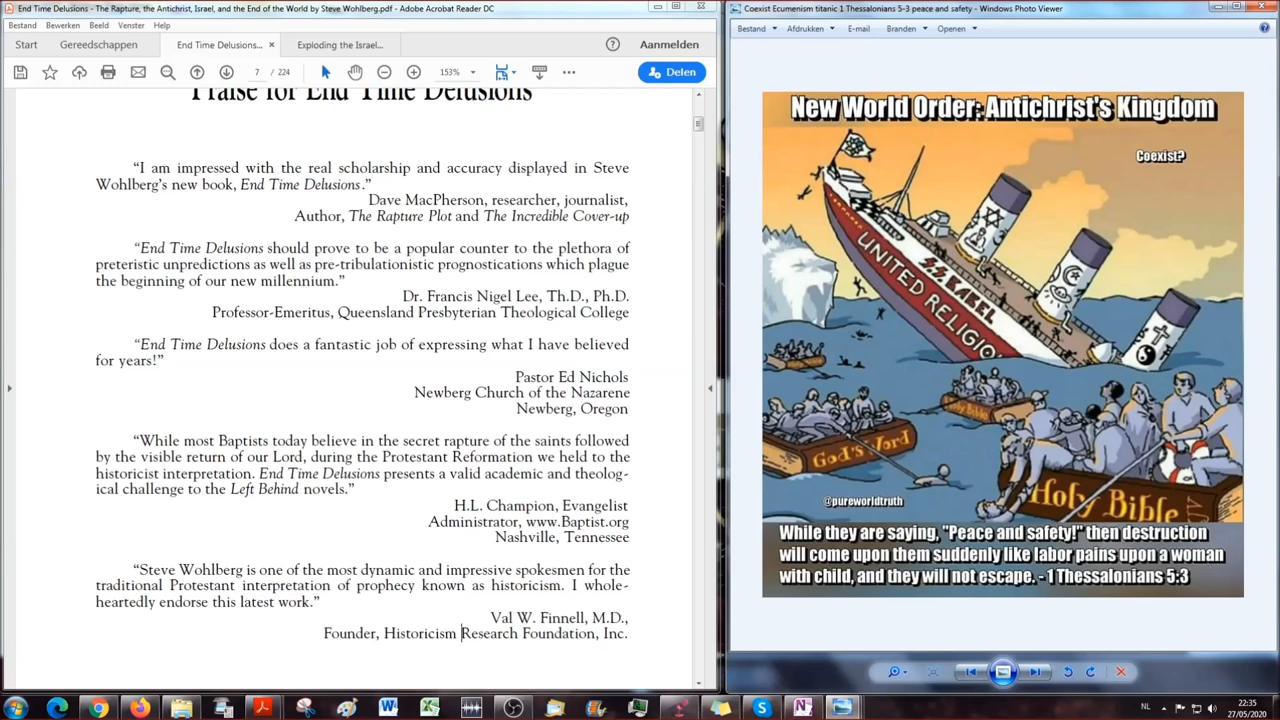 End Time Delusions - The Rapture, the Antichrist, Israel, and the End of the World by Steve Wohlberg.pdf - Adobe Acrobat Reader DC
Bestand Bewerken Beeld Venster Help
Start Gereedschappen End Time Delusions... × Exploding the Israel... Aanmelden
7 / 224 153% Delen
Praise for End Time Delusions
“I am impressed with the real scholarship and accuracy displayed in Steve
Wohlberg’s new book, End Time Delusions.”
Dave MacPherson, researcher, journalist,
Author, The Rapture Plot and The Incredible Cover-up
“End Time Delusions should prove to be a popular counter to the plethora of
preteristic unpredictions as well as pre-tribulationistic prognostications which plague
the beginning of our new millennium.”
Dr. Francis Nigel Lee, Th.D., Ph.D.
Professor-Emeritus, Queensland Presbyterian Theological College
“End Time Delusions does a fantastic job of expressing what I have believed
for years!”
Pastor Ed Nichols
Newberg Church of the Nazarene
Newberg, Oregon
“While most Baptists today believe in the secret rapture of the saints followed
by the visible return of our Lord, during the Protestant Reformation we held to the
historicist interpretation. End Time Delusions presents a valid academic and theolog-
ical challenge to the Left Behind novels.”
H.L. Champion, Evangelist
Administrator, www.Baptist.org
Nashville, Tennessee
“Steve Wohlberg is one of the most dynamic and impressive spokesmen for the
traditional Protestant interpretation of prophecy known as historicism. I whole-
heartedly endorse this latest work.”
Val W. Finnell, M.D.,
Founder, Historicism Research Foundation, Inc.
Coexist Ecumenism titanic 1 Thessalonians 5-3 peace and safety - Windows Photo Viewer
Bestand Afdrukken E-mail Branden Openen
New World Order: Antichrist's Kingdom
Coexist?
SS BABEL
UNITED RELIGIO
Holy Bible
God's Word
Holy Bible
@pureworldtruth
While they are saying, "Peace and safety!" then destruction
will come upon them suddenly like labor pains upon a woman
with child, and they will not escape. - 1 Thessalonians 5:3
NL 22:35
27/05/2020